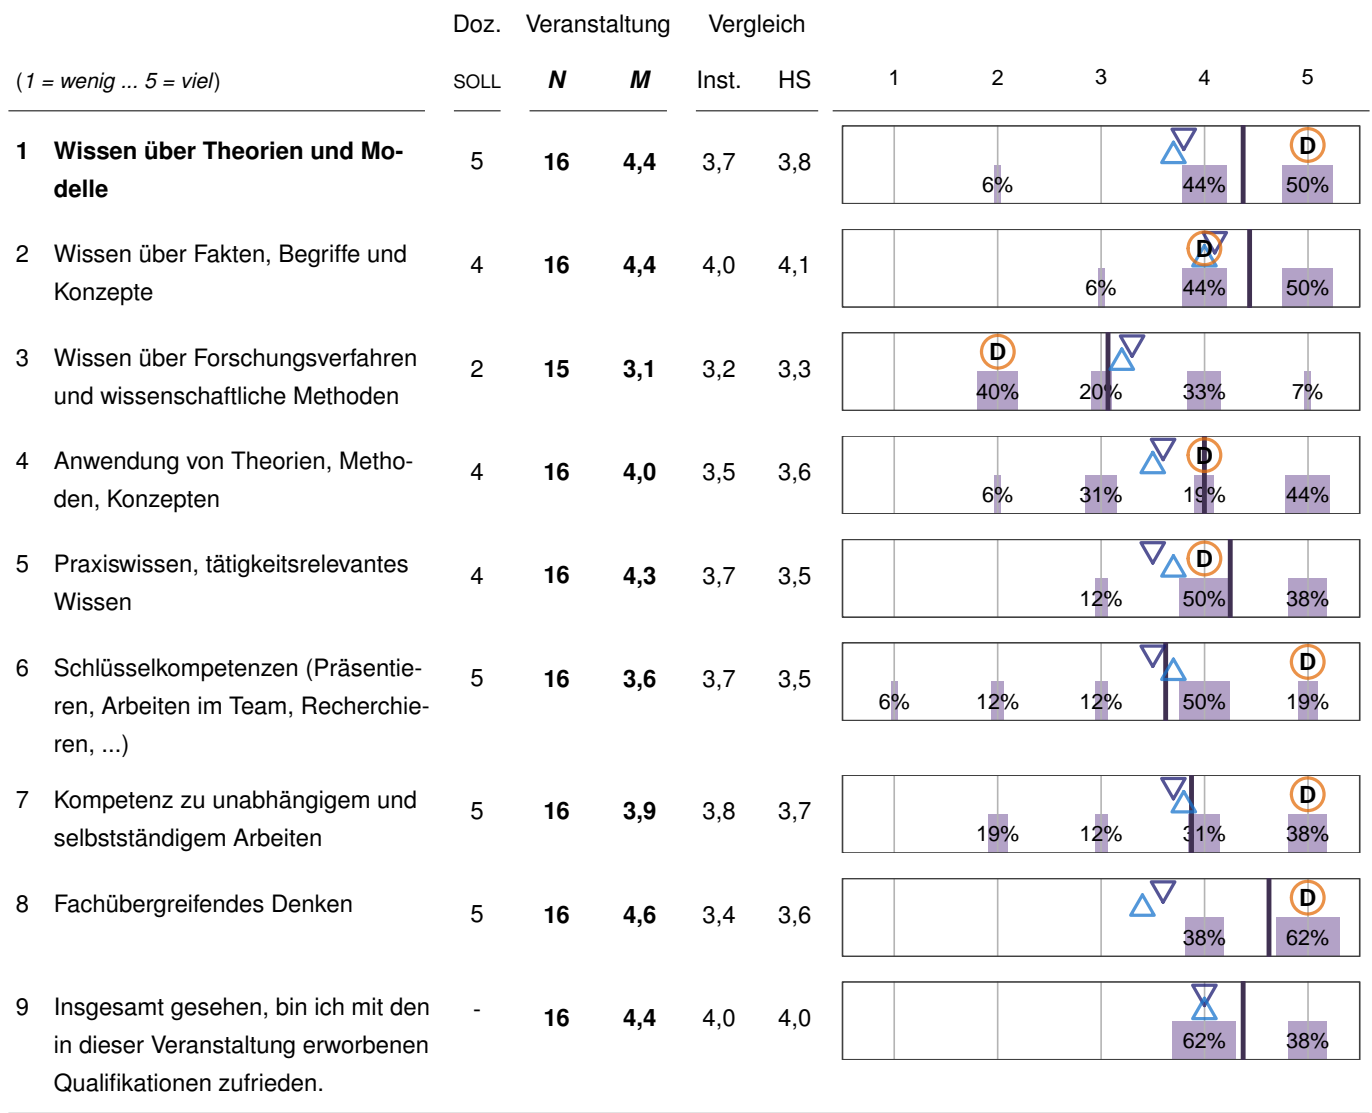 Doz. Veranstaltung Vergleich
(1 = wenig ... 5 = viel) SOLL N M Inst. HS 1 2 3 4 5
1 Wissen über Theorien und Mo-
delle
5 16 4,4 3,7 3,8
D
6% 44% 50%
2 Wissen über Fakten, Begriffe und
Konzepte
4 16 4,4 4,0 4,1
D
6% 44% 50%
3 Wissen über Forschungsverfahren
und wissenschaftliche Methoden
2 15 3,1 3,2 3,3
D
40% 20% 33% 7%
4 Anwendung von Theorien, Metho-
den, Konzepten
4 16 4,0 3,5 3,6
D
6% 31% 19% 44%
5 Praxiswissen, tätigkeitsrelevantes
Wissen
4 16 4,3 3,7 3,5
D
12% 50% 38%
6 Schlüsselkompetenzen (Präsentie-
ren, Arbeiten im Team, Recherchie-
ren, ...)
5 16 3,6 3,7 3,5
D
6% 12% 12% 50% 19%
7 Kompetenz zu unabhängigem und
selbstständigem Arbeiten
5 16 3,9 3,8 3,7
D
19% 12% 31% 38%
8 Fachübergreifendes Denken
5 16 4,6 3,4 3,6
D
38% 62%
9 Insgesamt gesehen, bin ich mit den
in dieser Veranstaltung erworbenen
Qualifikationen zufrieden.
- 16 4,4 4,0 4,0
62% 38%